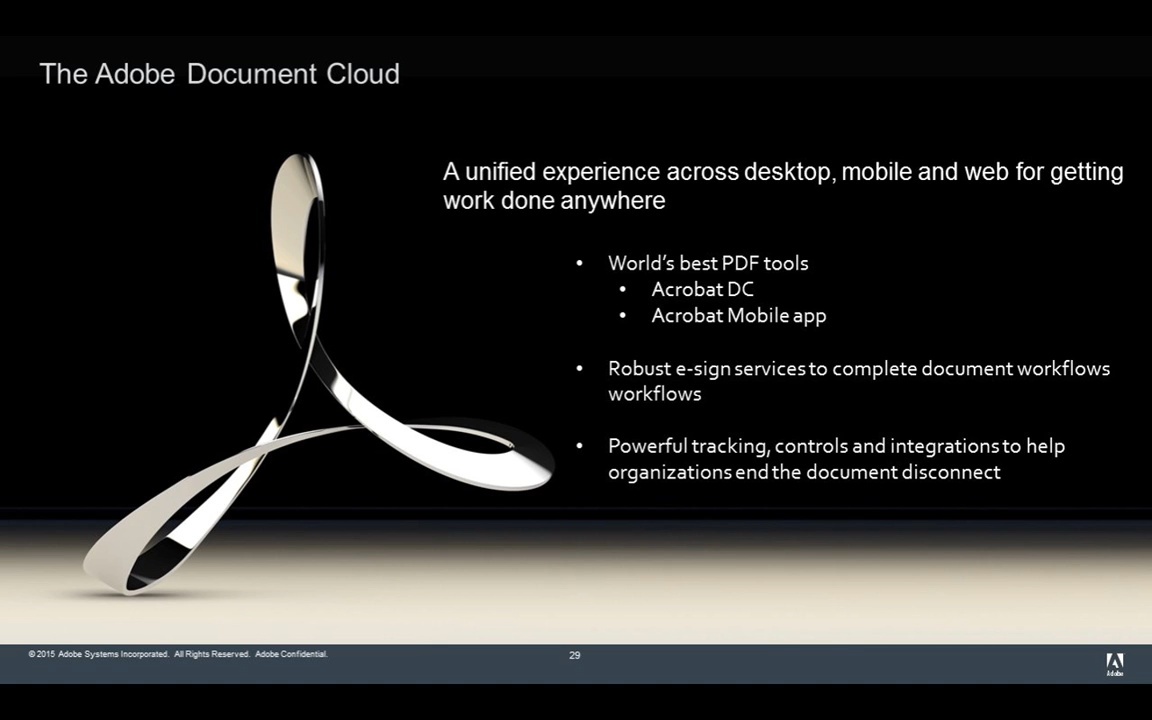 The Adobe Document Cloud
A unified experience across desktop, mobile and web for getting
work done anywhere
• World's best PDF tools
• Acrobat DC
• Acrobat Mobile app
• Robust e-sign services to complete document workflows
workflows
• Powerful tracking, controls and integrations to help
organizations end the document disconnect
© 2015 Adobe Systems Incorporated. All Rights Reserved. Adobe Confidential.
29
Adobe